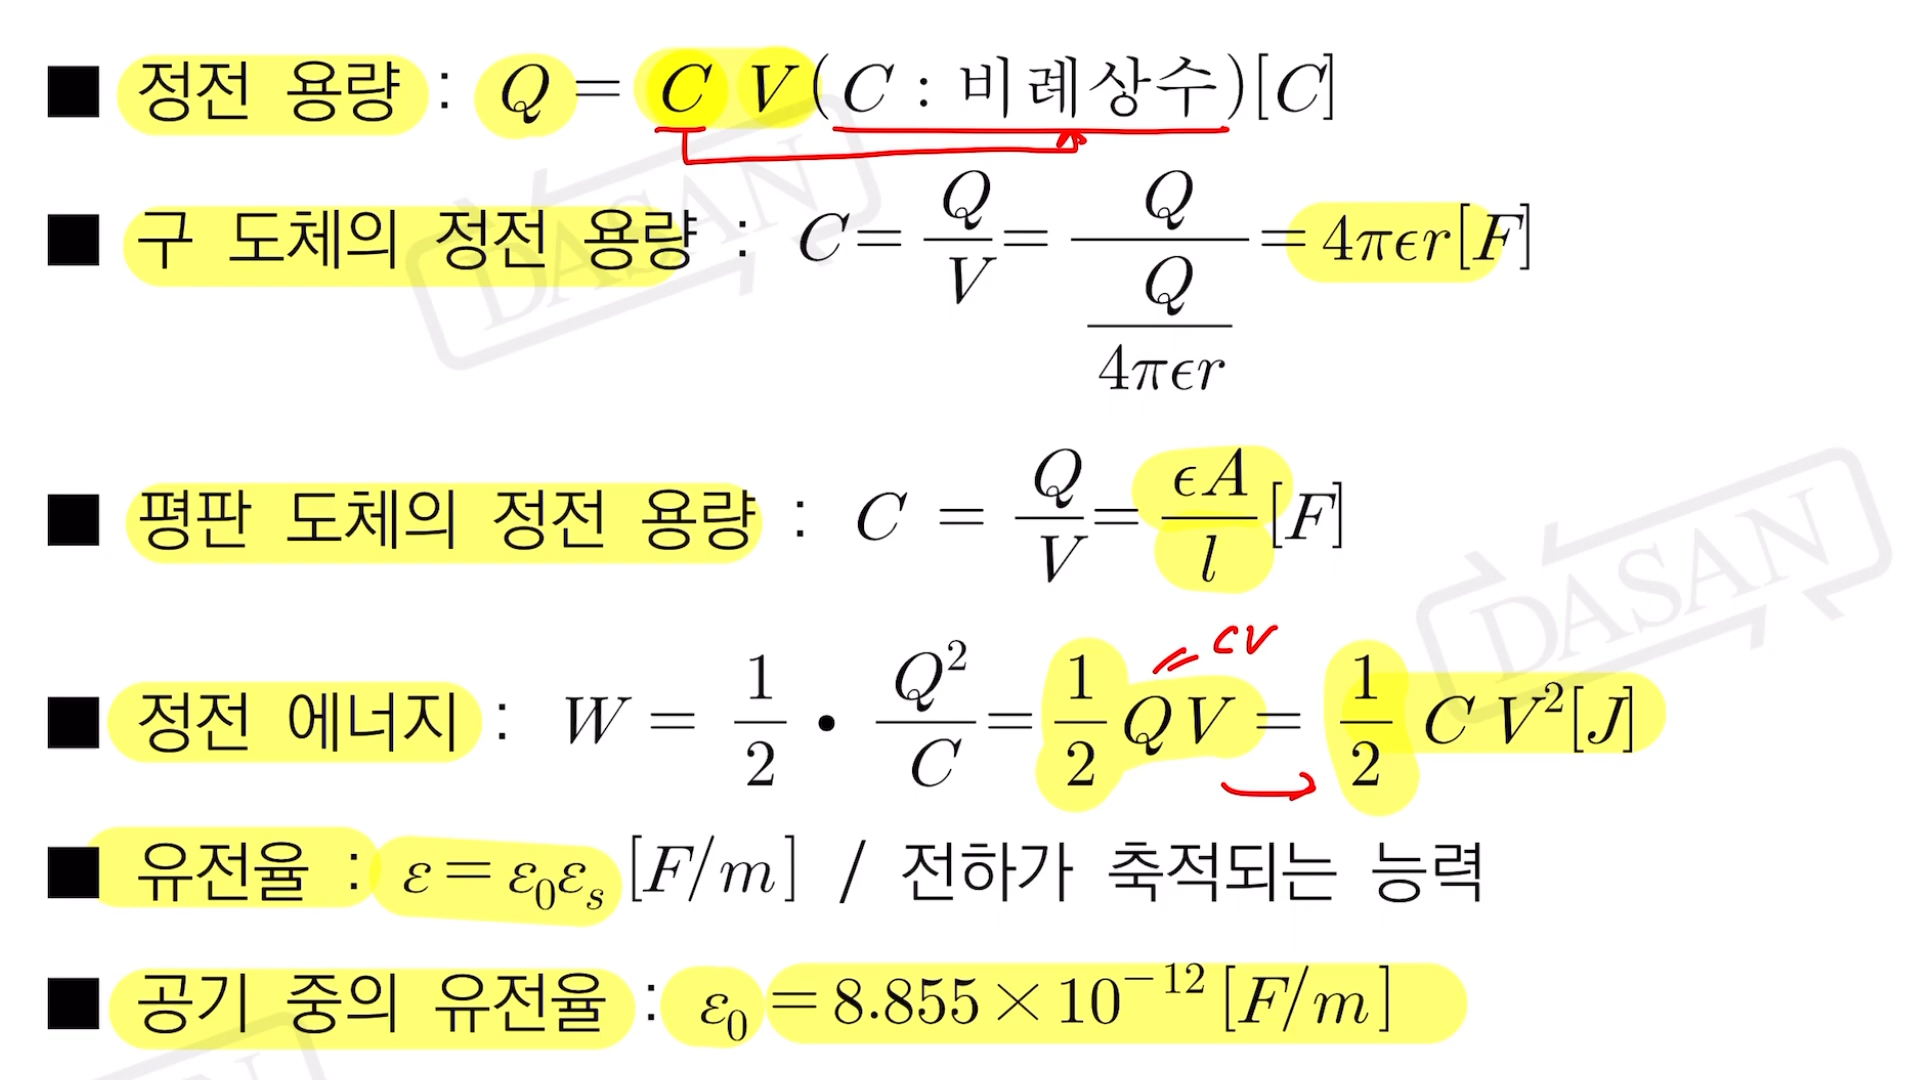 ■ 정전 용량 : Q = C V(C : 비례상수)[C]
■ 구 도체의 정전 용량 : C = Q/V = Q/(Q/4πϵr) = 4πϵr[F]
■ 평판 도체의 정전 용량 : C = Q/V = ϵA/l [F]
= CV
■ 정전 에너지 : W = 1/2 • Q²/C = 1/2 QV = 1/2 C V²[J]
■ 유전율 : ε = ε₀εₛ [F/m] / 전하가 축적되는 능력
■ 공기 중의 유전율 : ε₀ = 8.855×10⁻¹² [F/m]
DASAN
DASAN
DASAN